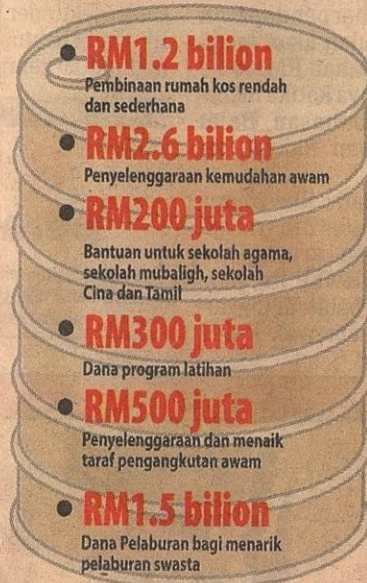 • RM1.2 bilion
Pembinaan rumah kos rendah
dan sederhana
• RM2.6 bilion
Penyelenggaraan kemudahan awam
• RM200 juta
Bantuan untuk sekolah agama,
sekolah mubaligh, sekolah
Cina dan Tamil
• RM300 juta
Dana program latihan
• RM500 juta
Penyelenggaraan dan menaik
taraf pengangkutan awam
• RM1.5 bilion
Dana Pelaburan bagi menarik
pelaburan swasta